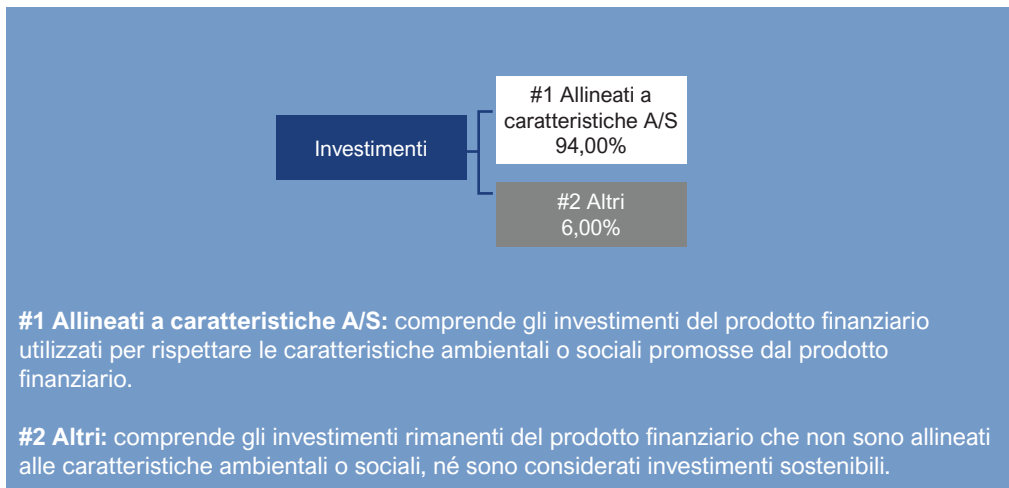 #1 Allineati a
caratteristiche A/S
94,00%
Investimenti
#2 Altri
6,00%
#1 Allineati a caratteristiche A/S: comprende gli investimenti del prodotto finanziario
utilizzati per rispettare le caratteristiche ambientali o sociali promosse dal prodotto
finanziario.
#2 Altri: comprende gli investimenti rimanenti del prodotto finanziario che non sono allineati
alle caratteristiche ambientali o sociali, né sono considerati investimenti sostenibili.